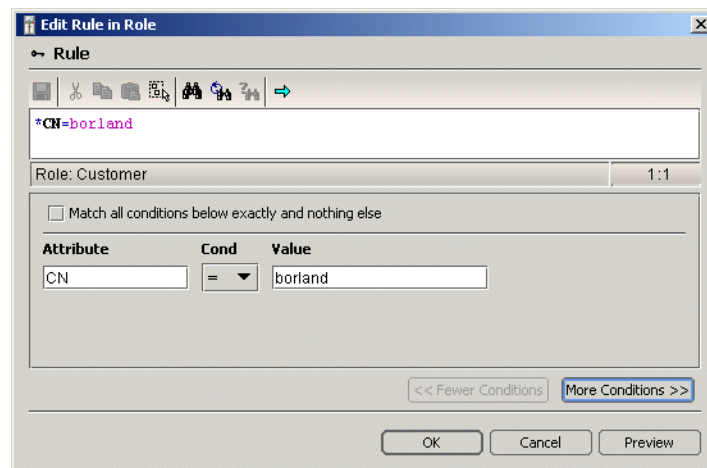 Edit Rule in Role
Rule
*CN=borland
Role: Customer 1:1
Match all conditions below exactly and nothing else
Attribute Cond Value
CN = borland
<< Fewer Conditions More Conditions >>
OK Cancel Preview